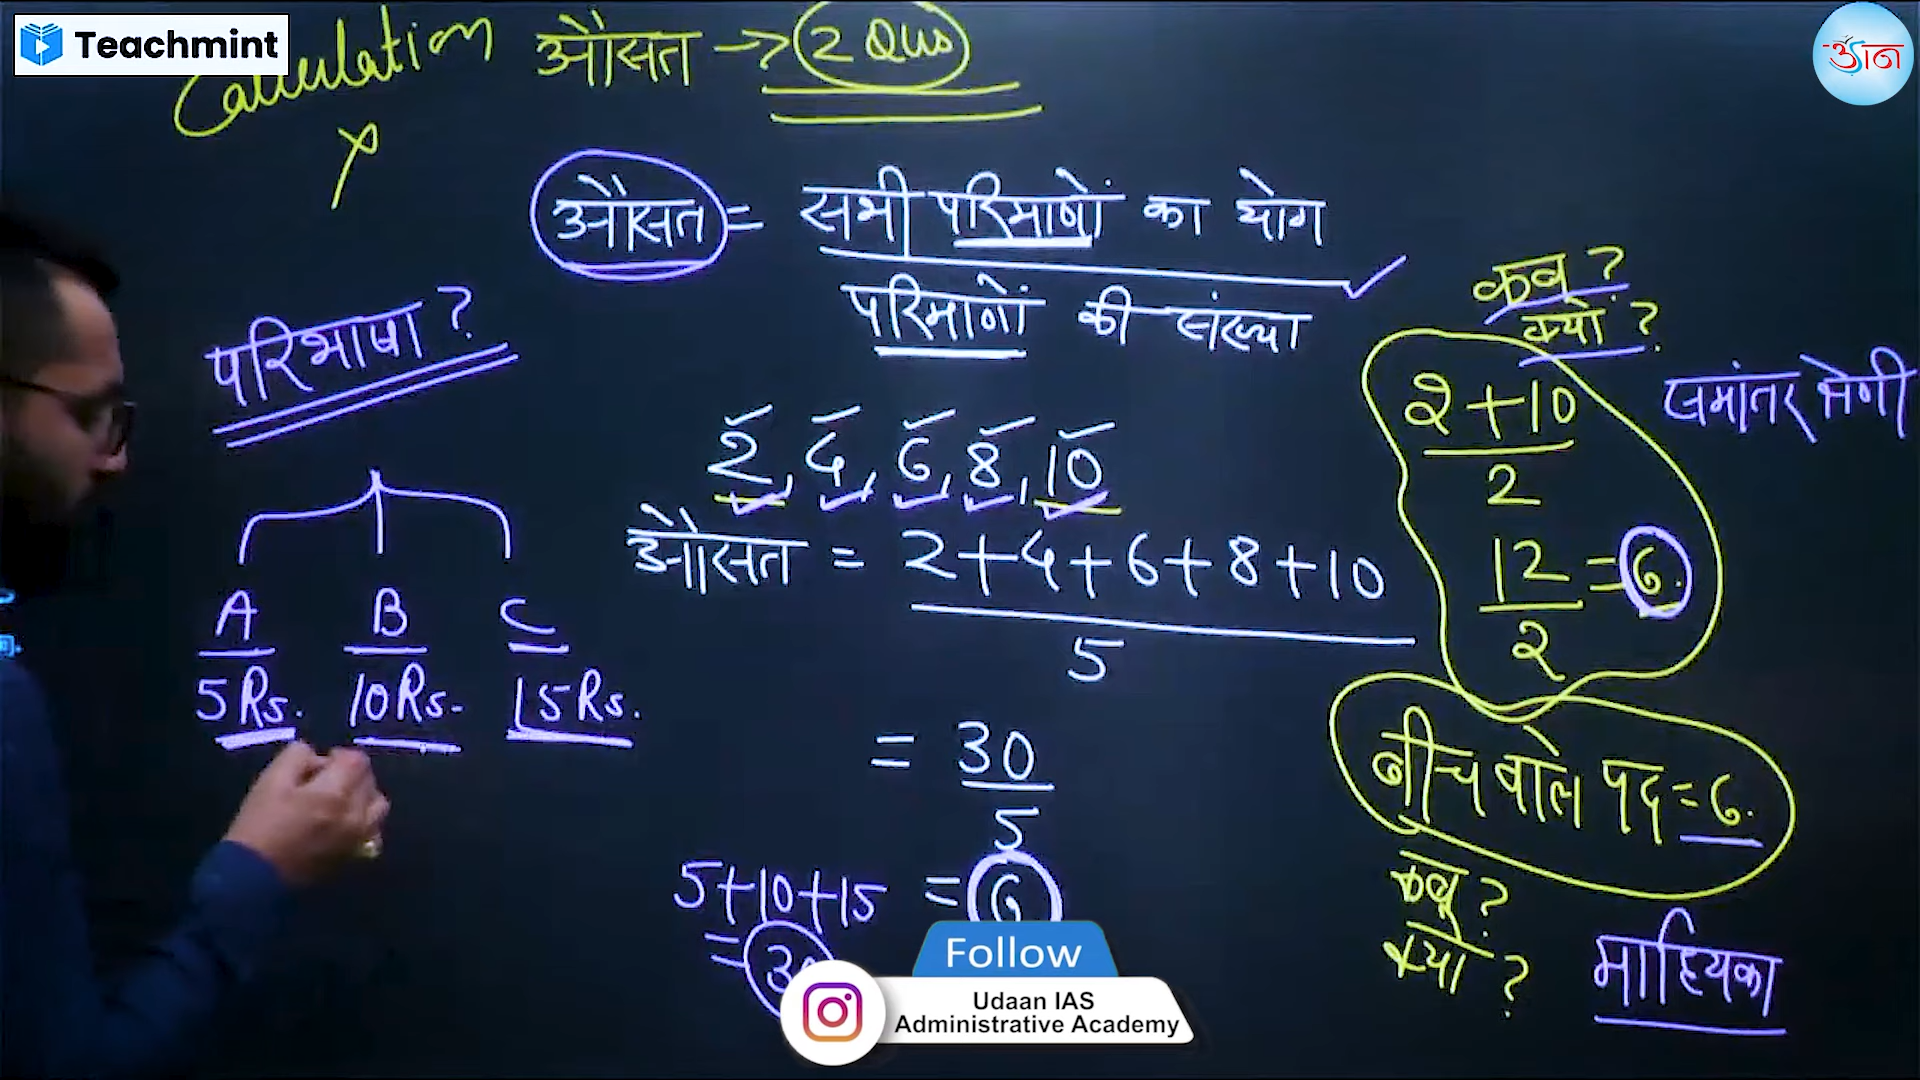 Teachmint
Calculation
औसत → 2 Qus
उड़ान
औसत = सभी परिमाणों का योग
परिमाणों की संख्या
परिभाषा ?
कब ?
क्यों ?
2+10
2
12 = 6.
2
समांतर श्रेणी
2, 4, 6, 8, 10
औसत = 2+4+6+8+10
5
A B C
5Rs. 10Rs. 15Rs.
= 30
5
= 6
5+10+15
= 30
बीच वाले पद = 6.
कब ?
क्यों ?
माध्यिका
Follow
Udaan IAS
Administrative Academy